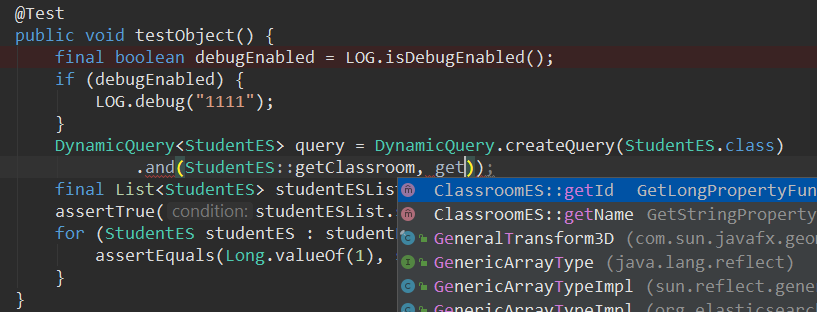 @Test
public void testObject() {
final boolean debugEnabled = LOG.isDebugEnabled();
if (debugEnabled) {
LOG.debug("1111");
}
DynamicQuery<StudentES> query = DynamicQuery.createQuery(StudentES.class)
.and(StudentES::getClassroom, get));
final List<StudentES> studentESList
ClassroomES::getId GetLongPropertyFun
assertTrue( condition: studentESList.
ClassroomES::getName GetStringProperty
for (StudentES studentES : student
GeneralTransform3D (com.sun.javafx.geo
assertEquals(Long.valueOf(1),
GenericArrayType (java.lang.reflect)
}
GenericArrayTypeImpl (sun.reflect.gene
}
GenericArrayTypeImpl (org.elasticsearc